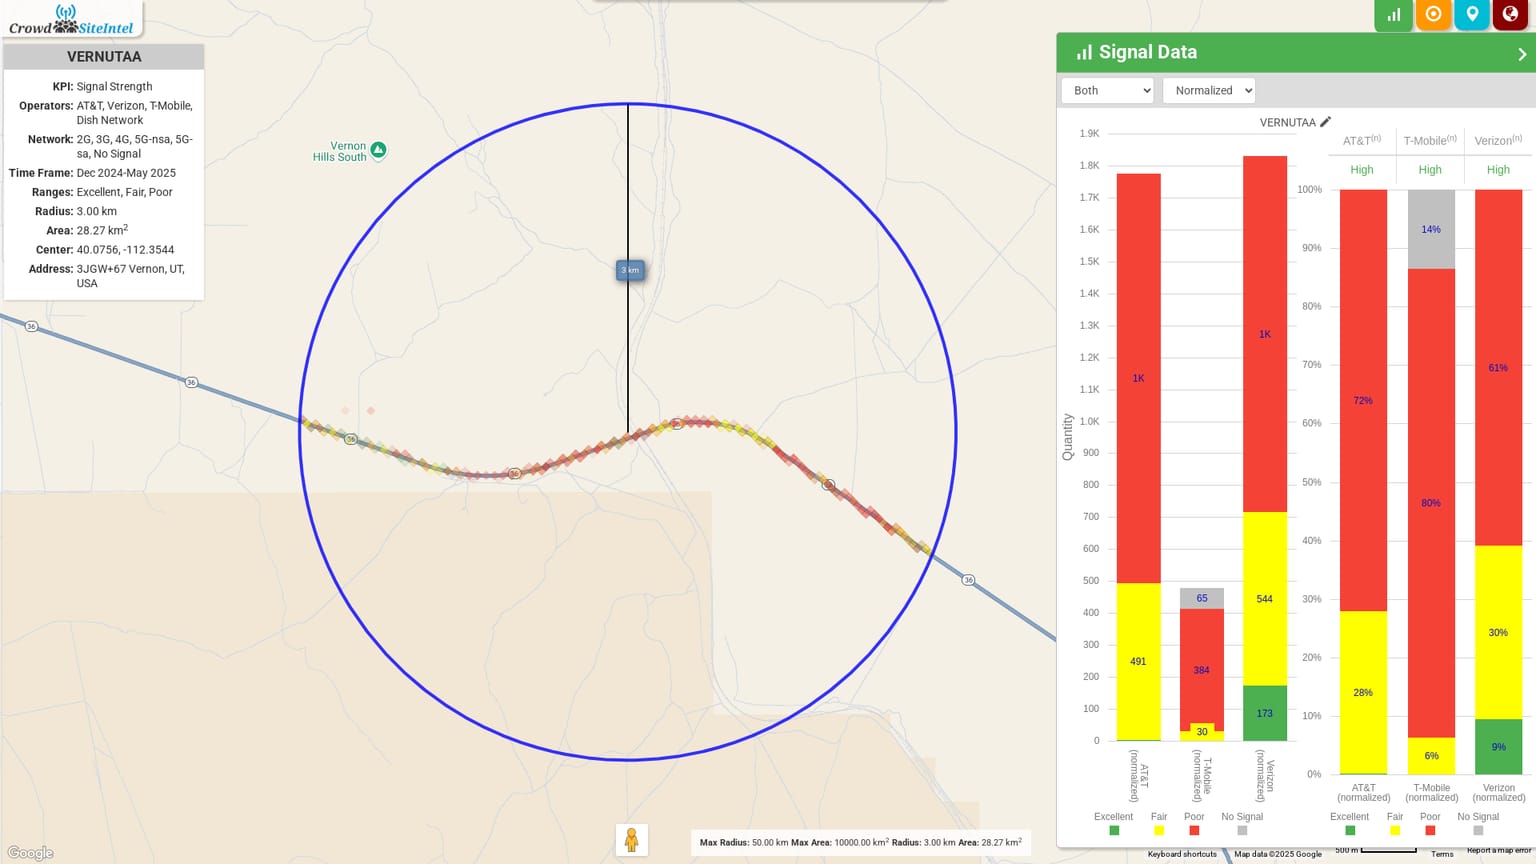 CrowdSiteIntel
VERNUTAA
KPI: Signal Strength
Operators: AT&T, Verizon, T-Mobile,
Dish Network
Network: 2G, 3G, 4G, 5G-nsa, 5G-
sa, No Signal
Time Frame: Dec 2024-May 2025
Ranges: Excellent, Fair, Poor
Radius: 3.00 km
Area: 28.27 km²
Center: 40.0756, -112.3544
Address: 3JGW+67 Vernon, UT,
USA
Vernon
Hills South
3 km
36
36
36
36
36
Google
Max Radius: 50.00 km Max Area: 10000.00 km² Radius: 3.00 km Area: 28.27 km²
Signal Data
Both
Normalized
VERNUTAA
1.9K
1.8K
1.7K
1.6K
1.5K
1.4K
1.3K
1.2K
1.1K
1.0K
900
800
700
600
500
400
300
200
100
0
Quantity
1K
491
65
384
30
1K
544
173
AT&T
(normalized)
T-Mobile
(normalized)
Verizon
(normalized)
Excellent
Fair
Poor
No Signal
AT&T(n)
T-Mobile(n)
Verizon(n)
High
High
High
100%
90%
80%
70%
60%
50%
40%
30%
20%
10%
0%
72%
28%
14%
80%
6%
61%
30%
9%
AT&T
(normalized)
T-Mobile
(normalized)
Verizon
(normalized)
Excellent
Fair
Poor
No Signal
Keyboard shortcuts
Map data ©2025 Google
500 m
Terms
Report a map error